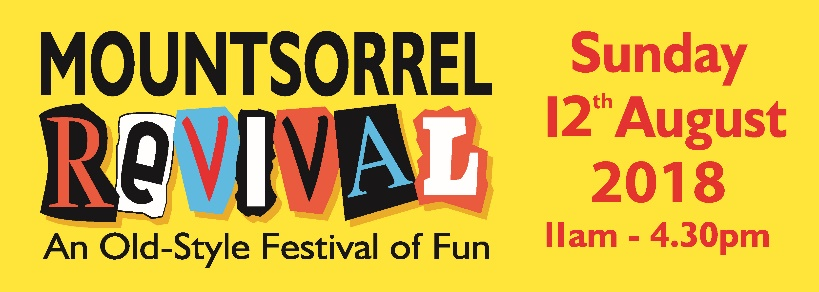 MOUNTSORREL
ReVIVAL
An Old-Style Festival of Fun
Sunday
12th August
2018
11am - 4.30pm